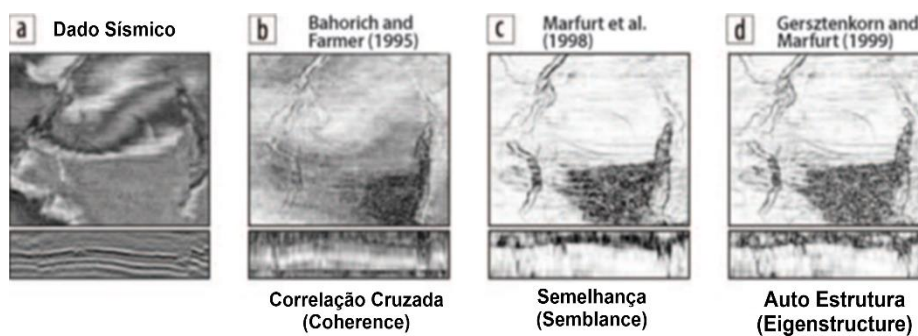 a Dado Sísmico
b Bahorich and
Farmer (1995)
c Marfurt et al.
(1998)
d Gersztenkorn and
Marfurt (1999)
Correlação Cruzada
(Coherence)
Semelhança
(Semblance)
Auto Estrutura
(Eigenstructure)